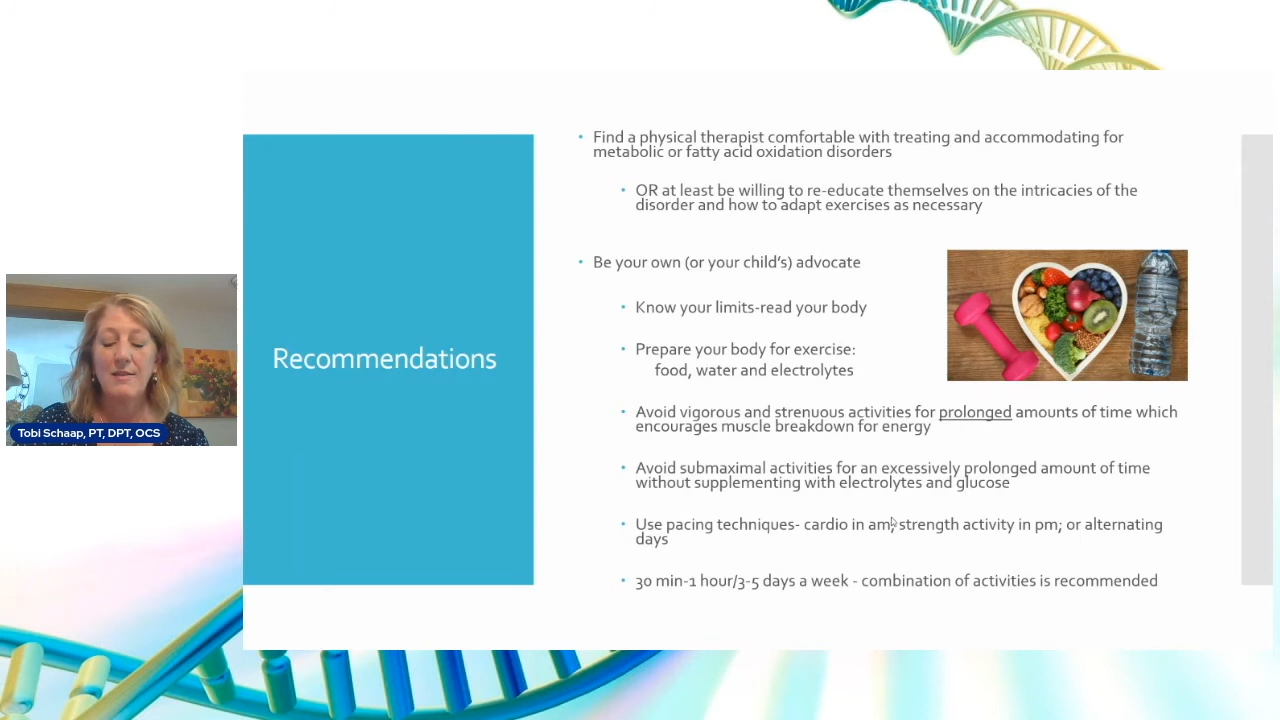 Recommendations
Find a physical therapist comfortable with treating and accommodating for
metabolic or fatty acid oxidation disorders
OR at least be willing to re-educate themselves on the intricacies of the
disorder and how to adapt exercises as necessary
Be your own (or your child's) advocate
Know your limits-read your body
Prepare your body for exercise:
food, water and electrolytes
Avoid vigorous and strenuous activities for prolonged amounts of time which
encourages muscle breakdown for energy
Avoid submaximal activities for an excessively prolonged amount of time
without supplementing with electrolytes and glucose
Use pacing techniques- cardio in am; strength activity in pm; or alternating
days
30 min-1 hour/3-5 days a week - combination of activities is recommended
Tobi Schaap, PT, DPT, OCS